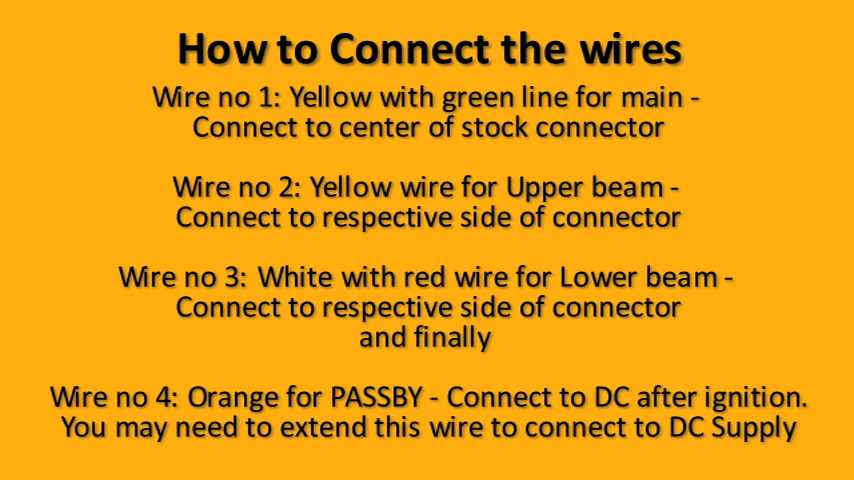 How to Connect the wires
Wire no 1: Yellow with green line for main -
Connect to center of stock connector
Wire no 2: Yellow wire for Upper beam -
Connect to respective side of connector
Wire no 3: White with red wire for Lower beam -
Connect to respective side of connector
and finally
Wire no 4: Orange for PASSBY - Connect to DC after ignition.
You may need to extend this wire to connect to DC Supply